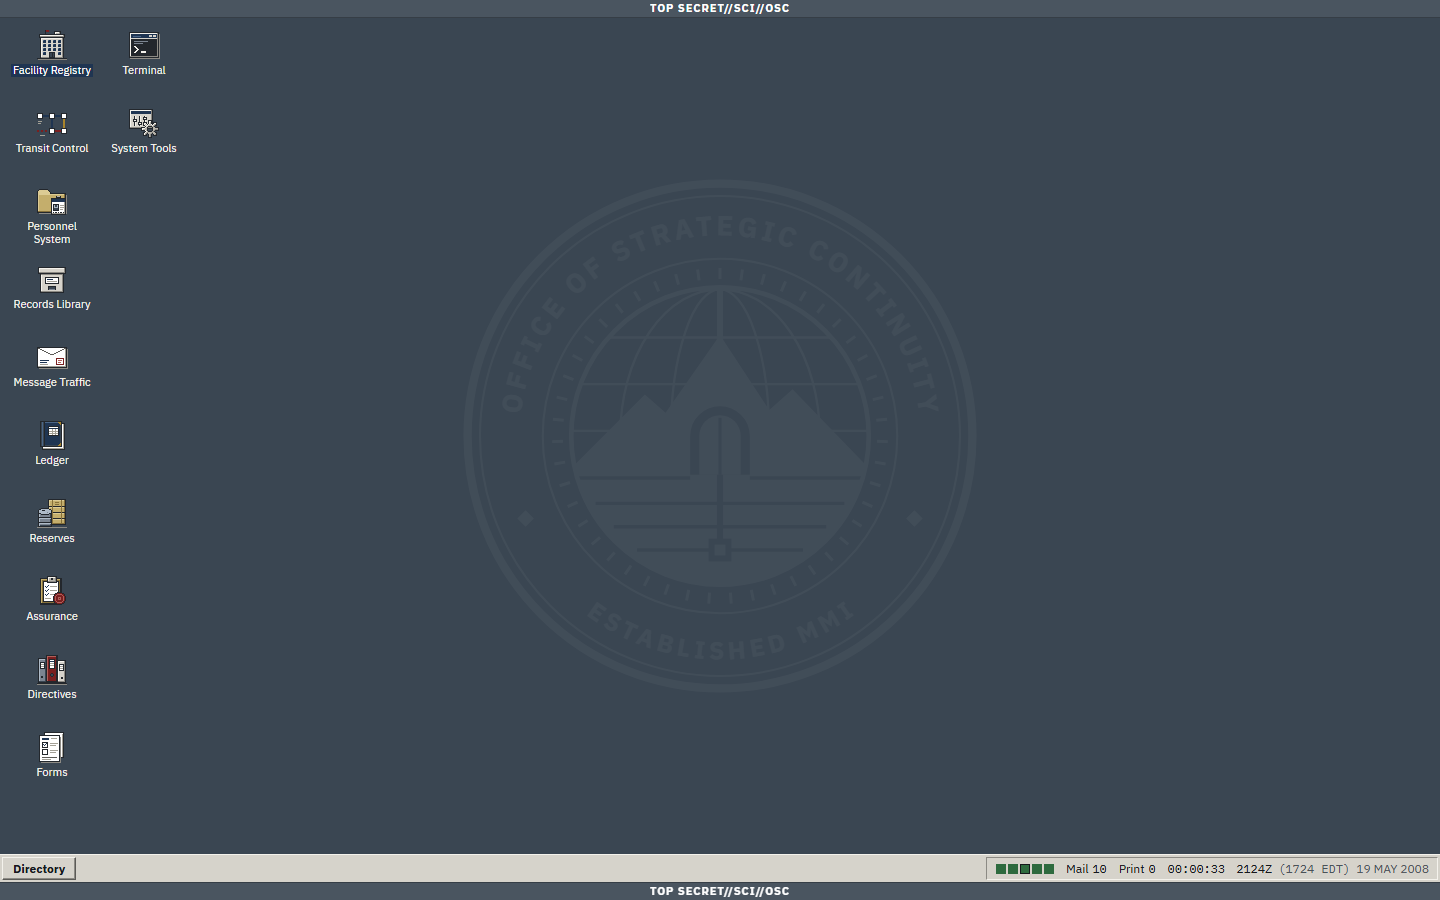 TOP SECRET//SCI//OSC
Facility Registry
Terminal
Transit Control
System Tools
Personnel
System
Records Library
Message Traffic
Ledger
Reserves
Assurance
Directives
Forms
OFFICE OF STRATEGIC CONTINUITY
ESTABLISHED MMI
Directory
Mail 10 Print 0 00:00:33 2124Z (1724 EDT) 19 MAY 2008
TOP SECRET//SCI//OSC